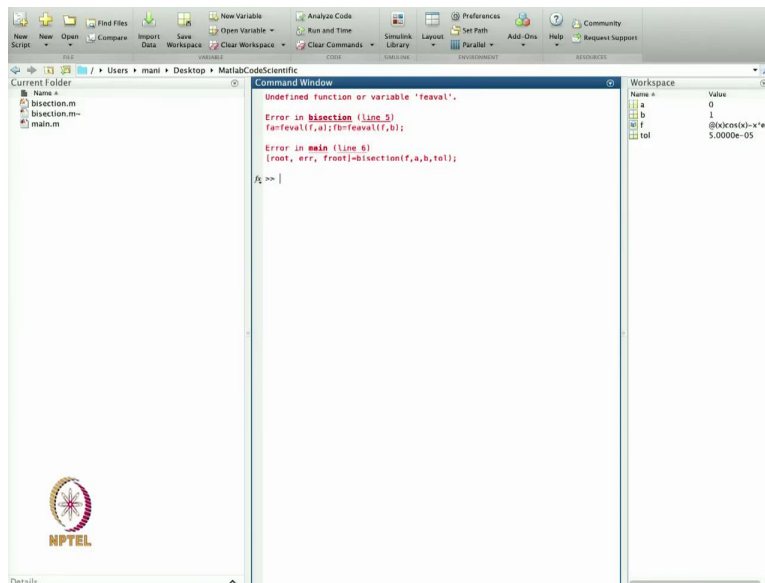 New Script
New
Open
Find Files
Compare
Import Data
Save Workspace
New Variable
Open Variable
Clear Workspace
Analyze Code
Run and Time
Clear Commands
Simulink Library
Layout
Preferences
Set Path
Parallel
Add-Ons
Help
Community
Request Support
FILE
VARIABLE
CODE
SIMULINK
ENVIRONMENT
RESOURCES
/ Users mani Desktop MatlabCodeScientific
Current Folder
Name
bisection.m
bisection.m~
main.m
Command Window
Undefined function or variable 'feaval'.
Error in bisection (line 5)
fa=feval(f,a);fb=feaval(f,b);
Error in main (line 6)
[root, err, froot]=bisection(f,a,b,tol);
fx >>
Workspace
Name Value
a 0
b 1
f @(x)cos(x)-x*e
tol 5.0000e-05
NPTEL
Details